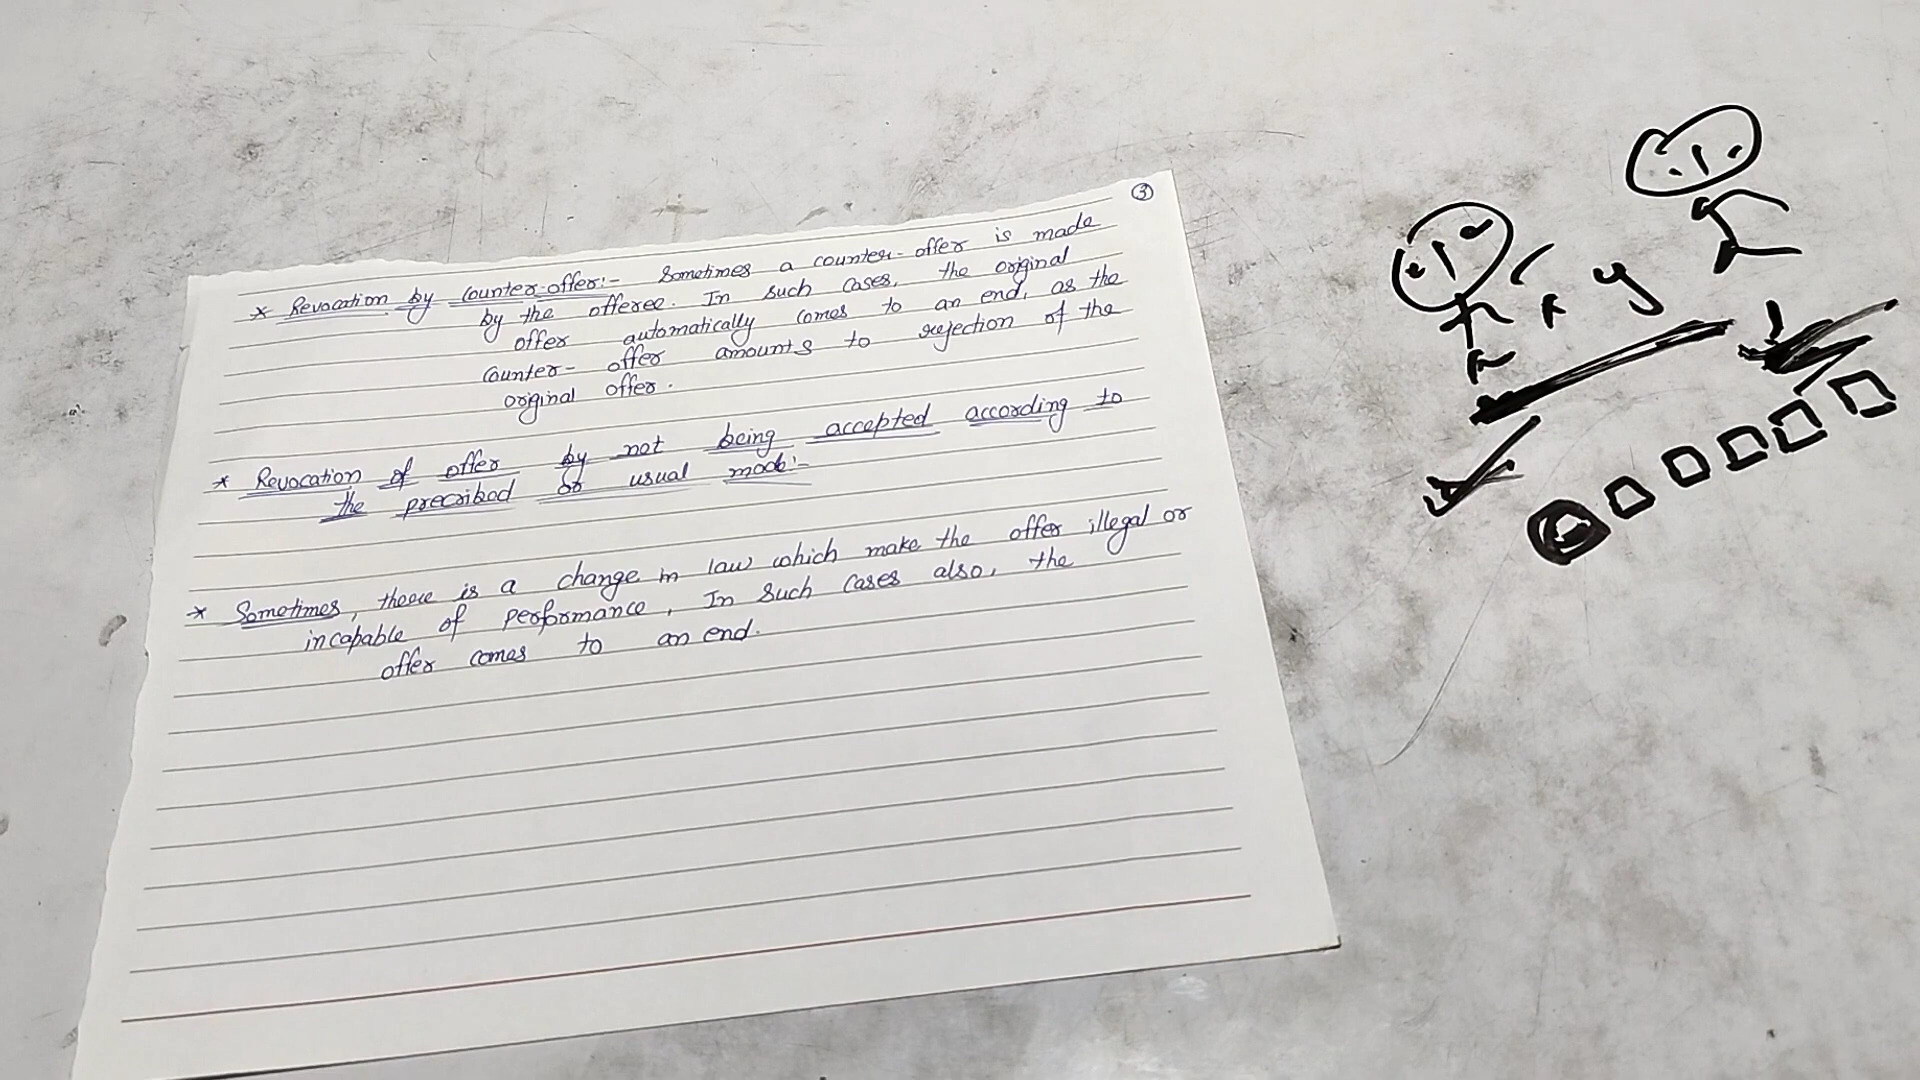 ③
* Revocation by counter-offer:- Sometimes a counter-offer is made
by the offeree. In such cases, the original
offer automatically comes to an end, as the
counter- offer amounts to rejection of the
original offer.
* Revocation of offer by not being accepted according to
the precribed or usual mode:-
* Sometimes, there is a change in law which make the offer illegal or
incapable of performance, In such cases also, the
offer comes to an end.